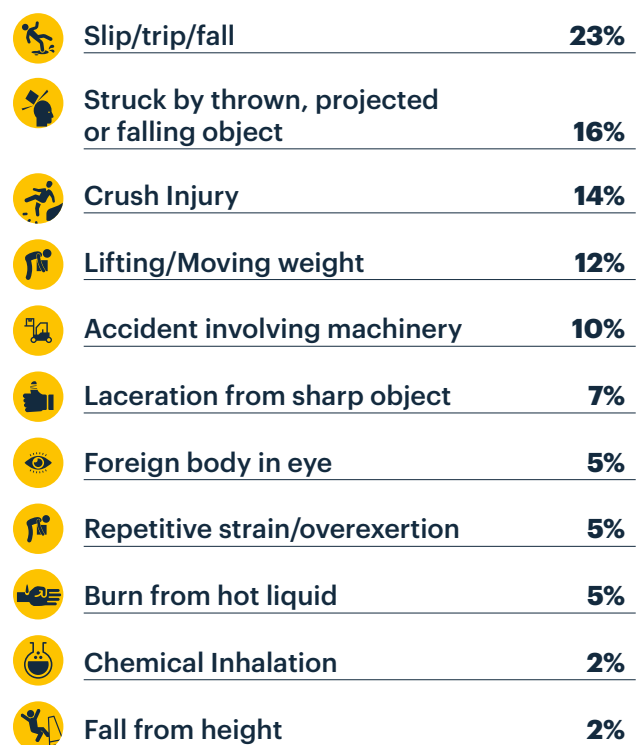 Slip/trip/fall 23%
Struck by thrown, projected
or falling object 16%
Crush Injury 14%
Lifting/Moving weight 12%
Accident involving machinery 10%
Laceration from sharp object 7%
Foreign body in eye 5%
Repetitive strain/overexertion 5%
Burn from hot liquid 5%
Chemical Inhalation 2%
Fall from height 2%